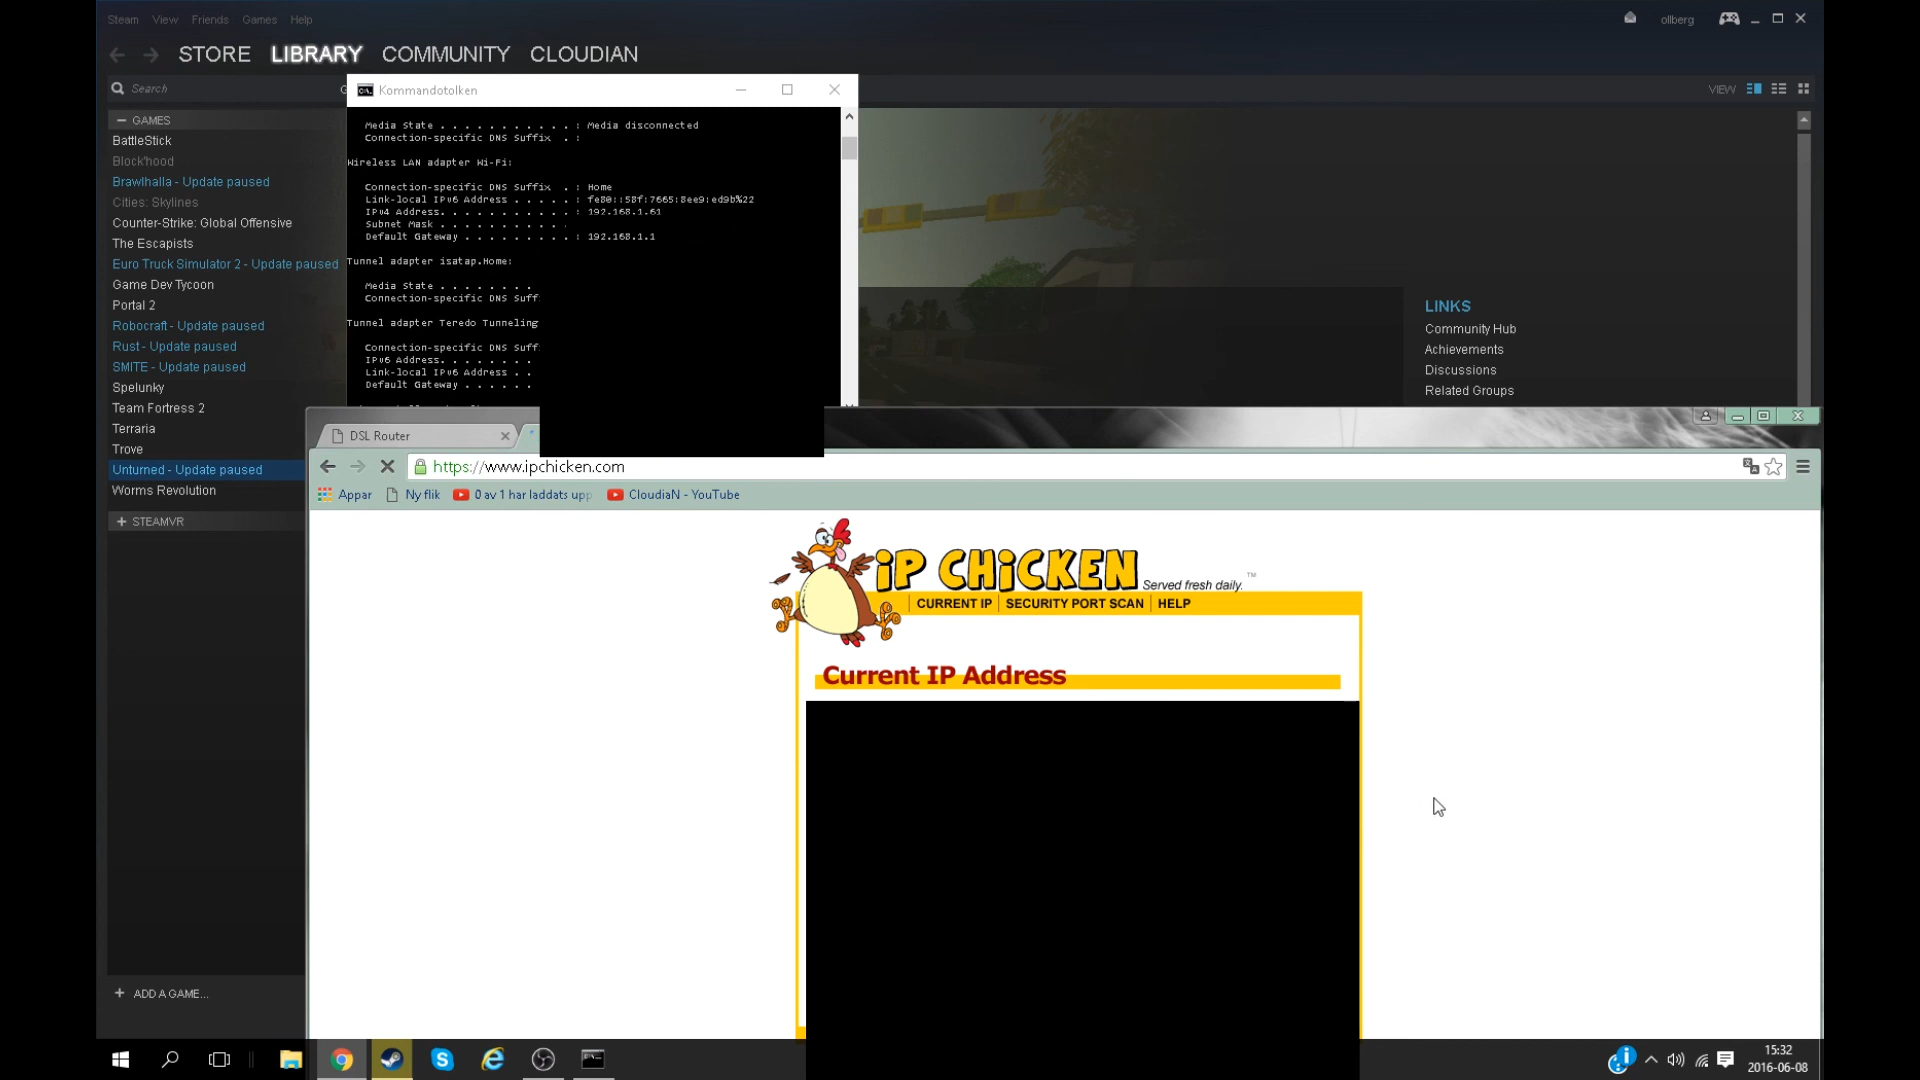 Steam View Friends Games Help
ollberg
STORE LIBRARY COMMUNITY CLOUDIAN
Search
VIEW
Kommandotolken
Media State . . . . . . . . . . . : Media disconnected
Connection-specific DNS Suffix  . :
Wireless LAN adapter Wi-Fi:
Connection-specific DNS Suffix  . : Home
Link-local IPv6 Address . . . . . : fe80::58f:7665:8ee9:ed9b%22
IPv4 Address. . . . . . . . . . . : 192.168.1.61
Subnet Mask . . . . . . . . . . .
Default Gateway . . . . . . . . . : 192.168.1.1
Tunnel adapter isatap.Home:
Media State . . . . . . . .
Connection-specific DNS Suff
Tunnel adapter Teredo Tunneling
Connection-specific DNS Suff
IPv6 Address. . . . . . . .
Link-local IPv6 Address . .
Default Gateway . . . . . .
GAMES
BattleStick
Block'hood
Brawlhalla - Update paused
Cities: Skylines
Counter-Strike: Global Offensive
The Escapists
Euro Truck Simulator 2 - Update paused
Game Dev Tycoon
Portal 2
Robocraft - Update paused
Rust - Update paused
SMITE - Update paused
Spelunky
Team Fortress 2
Terraria
Trove
Unturned - Update paused
Worms Revolution
STEAMVR
+ ADD A GAME...
LINKS
Community Hub
Achievements
Discussions
Related Groups
DSL Router
https://www.ipchicken.com
Appar Ny flik 0 av 1 har laddats upp CloudiaN - YouTube
iP CHiCKEN Served fresh daily. ™
CURRENT IP SECURITY PORT SCAN HELP
Current IP Address
15:32
2016-06-08